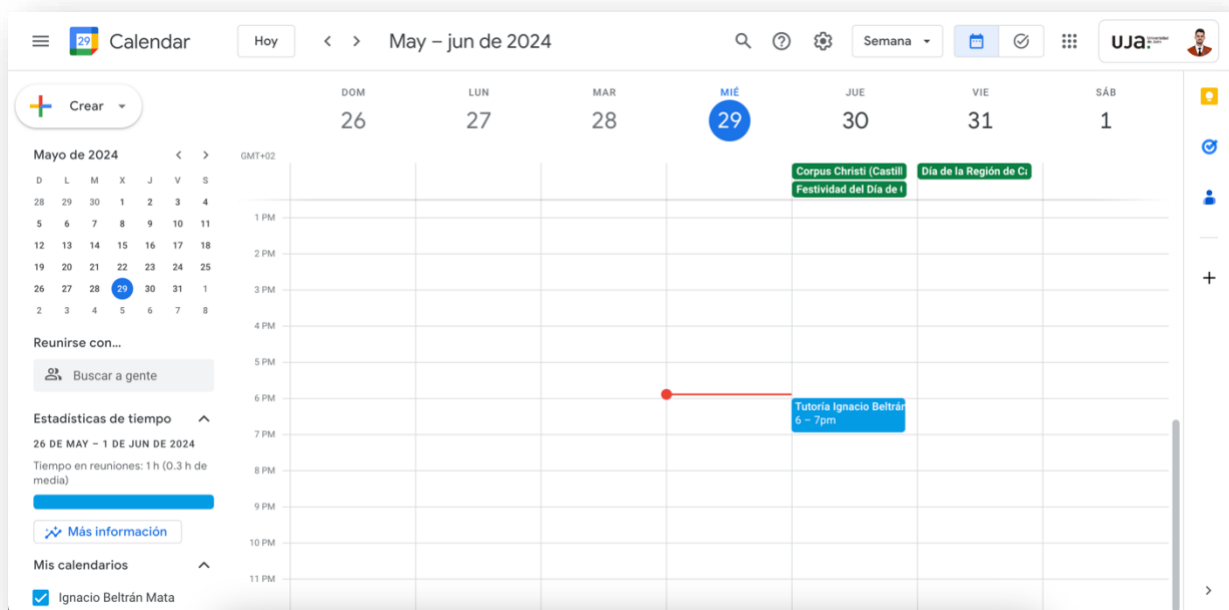 29 Calendar Hoy May – jun de 2024 Semana UJa:
Crear
DOM LUN MAR MIÉ JUE VIE SÁB
26 27 28 29 30 31 1
Mayo de 2024
D L M X J V S
28 29 30 1 2 3 4
5 6 7 8 9 10 11
12 13 14 15 16 17 18
19 20 21 22 23 24 25
26 27 28 29 30 31 1
2 3 4 5 6 7 8
Reunirse con...
Buscar a gente
Estadísticas de tiempo
26 DE MAY – 1 DE JUN DE 2024
Tiempo en reuniones: 1 h (0.3 h de
media)
Más información
Mis calendarios
Ignacio Beltrán Mata
GMT+02
Corpus Christi (Castill
Día de la Región de Ca
Festividad del Día de
1 PM
2 PM
3 PM
4 PM
5 PM
6 PM
Tutoría Ignacio Beltrán
6 – 7pm
7 PM
8 PM
9 PM
10 PM
11 PM